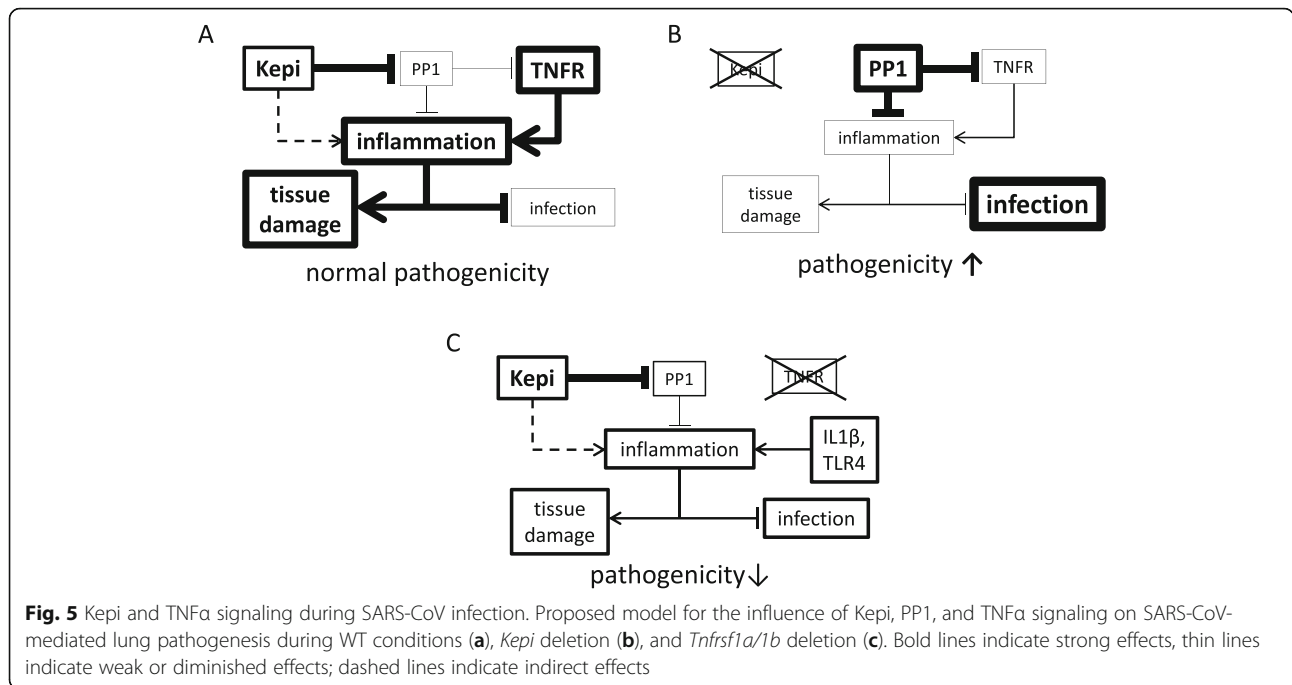 A
Kepi
PP1
TNFR
inflammation
tissue
damage
infection
normal pathogenicity
B
Kepi
PP1
TNFR
inflammation
tissue
damage
infection
pathogenicity ↑
C
Kepi
PP1
TNFR
inflammation
IL1β,
TLR4
tissue
damage
infection
pathogenicity↓
Fig. 5 Kepi and TNFα signaling during SARS-CoV infection. Proposed model for the influence of Kepi, PP1, and TNFα signaling on SARS-CoV-
mediated lung pathogenesis during WT conditions (a), Kepi deletion (b), and Tnfrsf1a/1b deletion (c). Bold lines indicate strong effects, thin lines
indicate weak or diminished effects; dashed lines indicate indirect effects